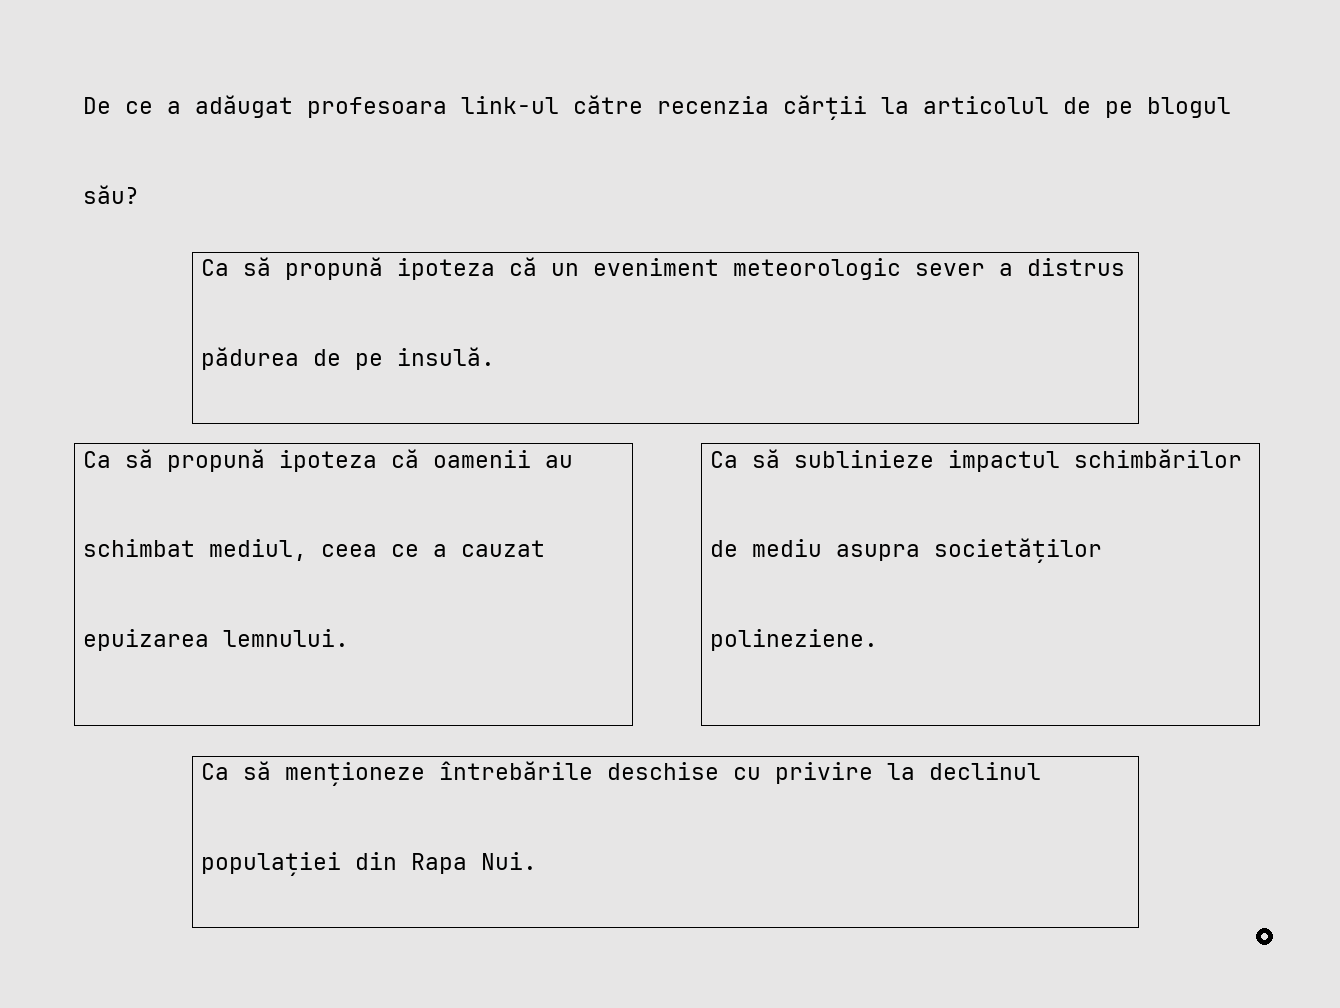 De ce a adăugat profesoara link-ul către recenzia cărții la articolul de pe blogul
său?
Ca să propună ipoteza că un eveniment meteorologic sever a distrus
pădurea de pe insulă.
Ca să propună ipoteza că oamenii au
schimbat mediul, ceea ce a cauzat
epuizarea lemnului.
Ca să sublinieze impactul schimbărilor
de mediu asupra societăților
polineziene.
Ca să menționeze întrebările deschise cu privire la declinul
populației din Rapa Nui.